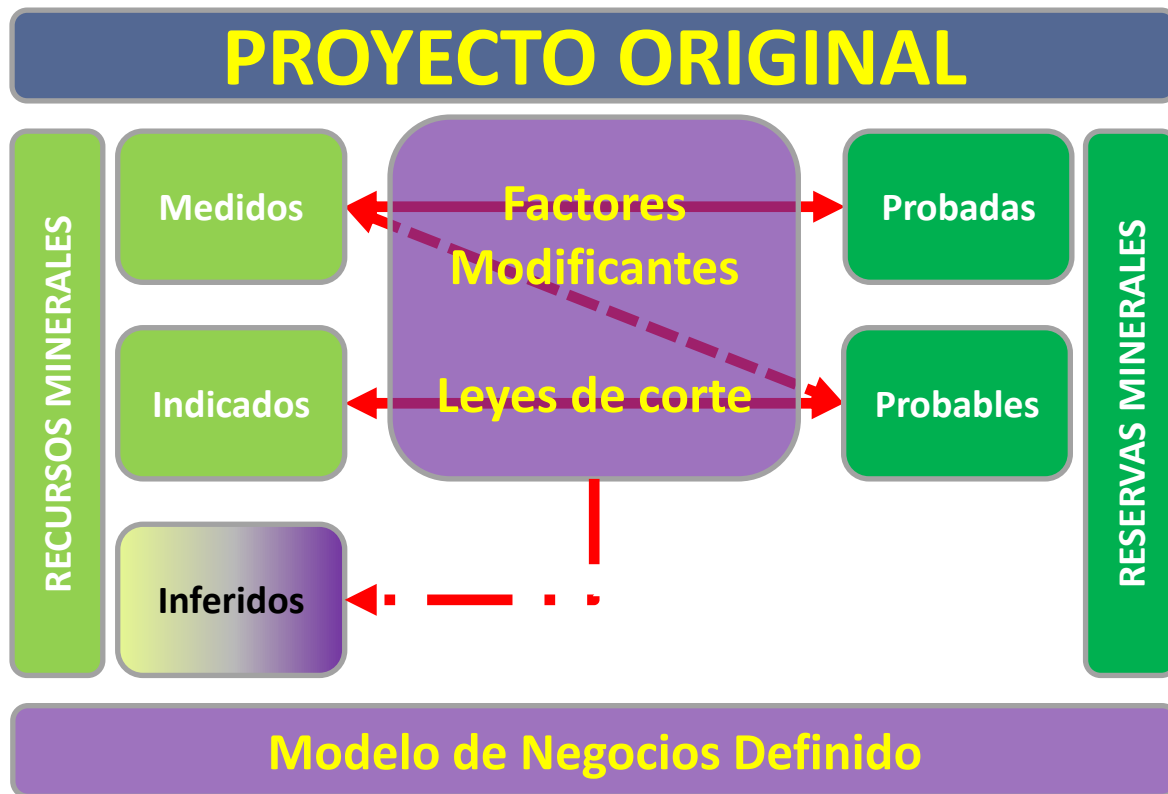 PROYECTO ORIGINAL
RECURSOS MINERALES
Medidos
Indicados
Inferidos
Factores
Modificantes
Leyes de corte
Probadas
Probables
RESERVAS MINERALES
Modelo de Negocios Definido